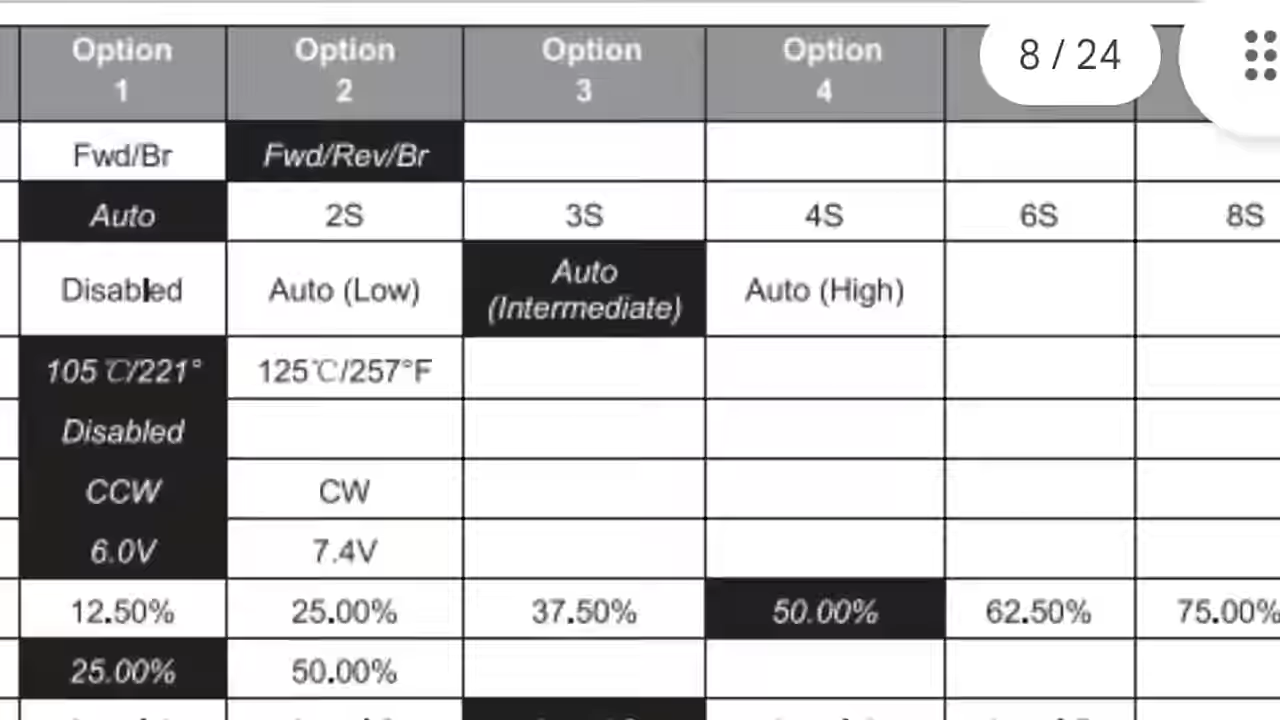 Option Option Option Option
1 2 3 4
8 / 24
Fwd/Br Fwd/Rev/Br
Auto 2S 3S 4S 6S 8S
Disabled Auto (Low) Auto (Intermediate) Auto (High)
105℃/221° 125℃/257°F
Disabled
CCW CW
6.0V 7.4V
12.50% 25.00% 37.50% 50.00% 62.50% 75.00%
25.00% 50.00%